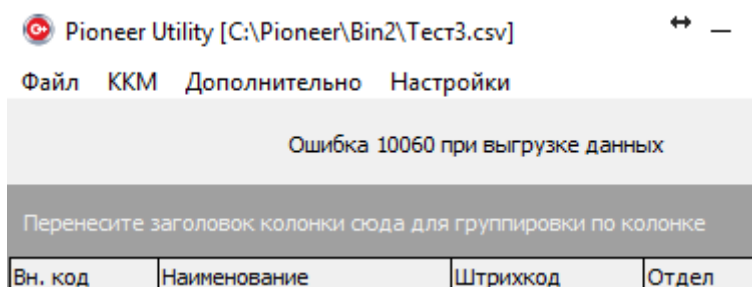 Pioneer Utility [C:\Pioneer\Bin2\Тест3.csv]
Файл ККМ Дополнительно Настройки
Ошибка 10060 при выгрузке данных
Перенесите заголовок колонки сюда для группировки по колонке
Вн. код Наименование Штрихкод Отдел